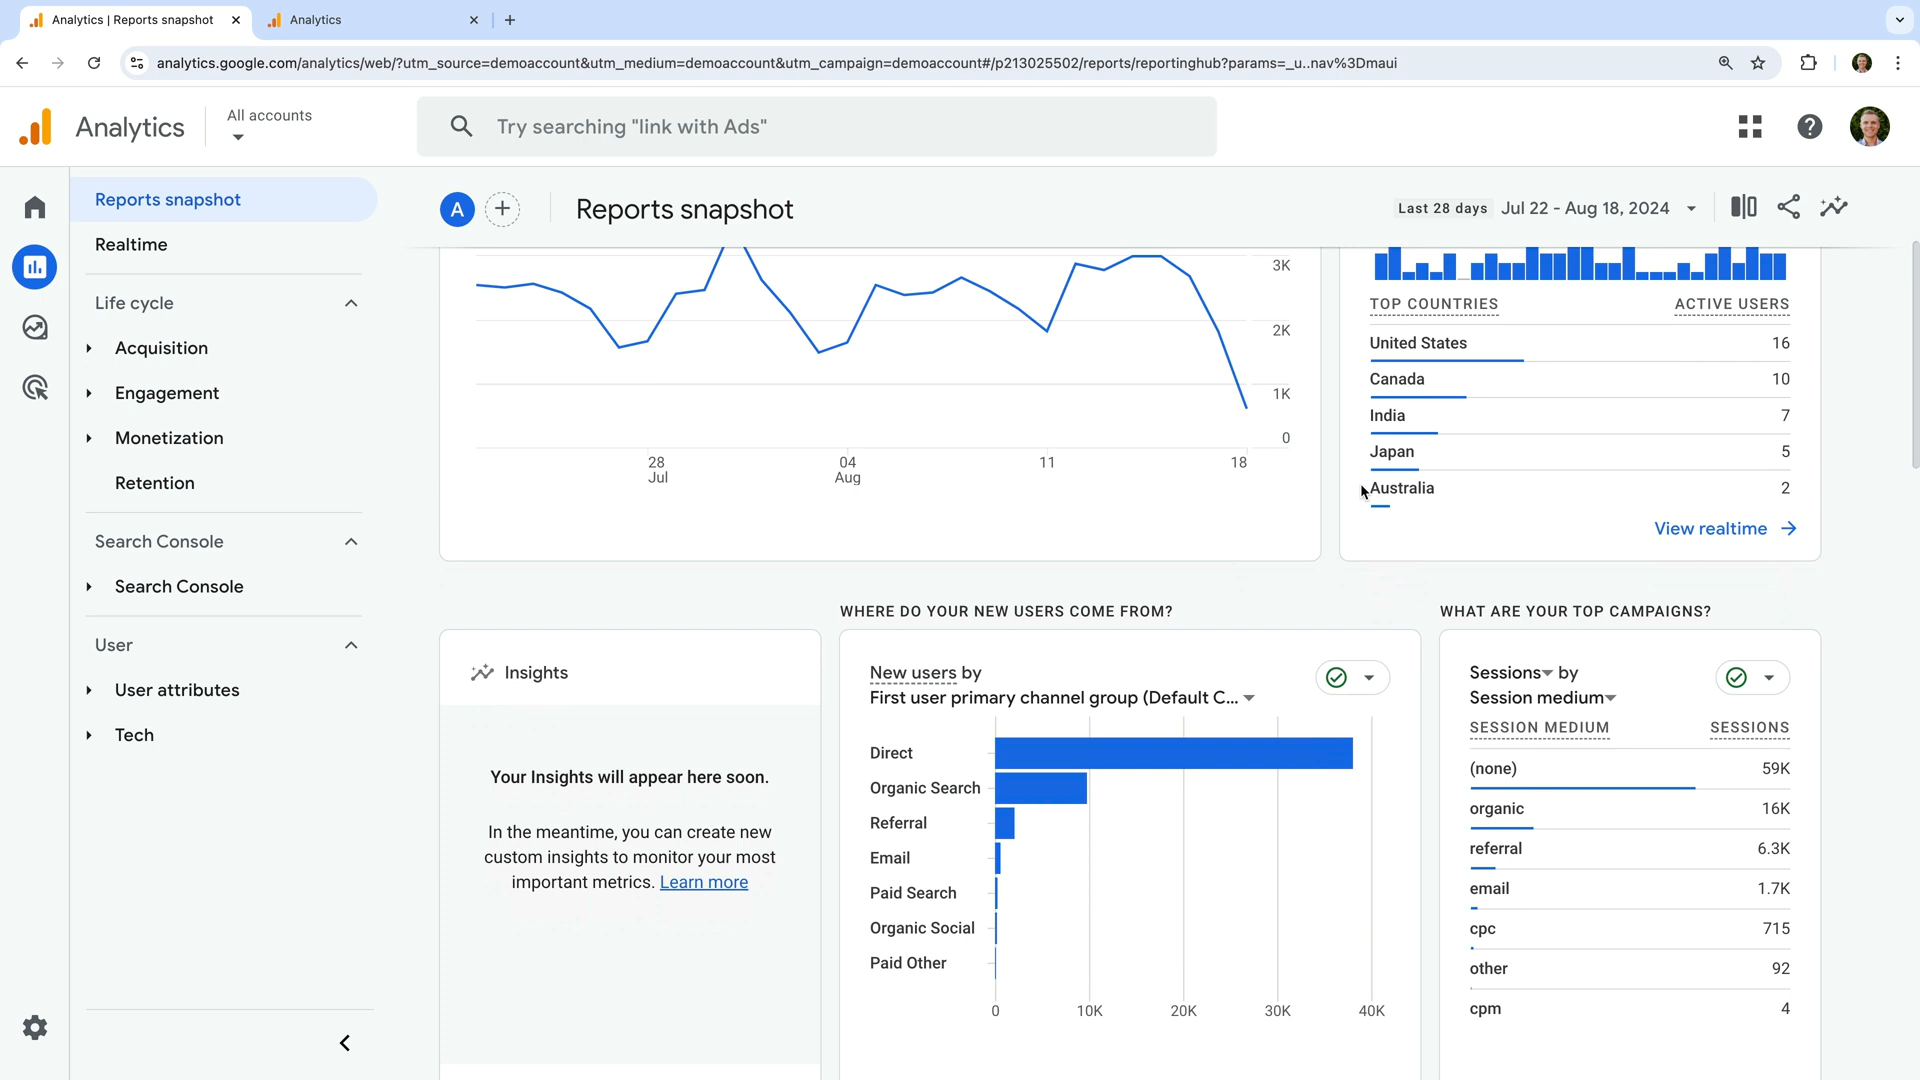 Analytics | Reports snapshot
Analytics
analytics.google.com/analytics/web/?utm_source=demoaccount&utm_medium=demoaccount&utm_campaign=demoaccount#/p213025502/reports/reportinghub?params=_u..nav%3Dmaui
Analytics
All accounts
Try searching "link with Ads"
Reports snapshot
Realtime
Life cycle
Acquisition
Engagement
Monetization
Retention
Search Console
Search Console
User
User attributes
Tech
A
Reports snapshot
Last 28 days Jul 22 - Aug 18, 2024
3K
2K
1K
0
28
Jul
04
Aug
11
18
TOP COUNTRIES ACTIVE USERS
United States 16
Canada 10
India 7
Japan 5
Australia 2
View realtime
Insights
Your Insights will appear here soon.
In the meantime, you can create new
custom insights to monitor your most
important metrics. Learn more
WHERE DO YOUR NEW USERS COME FROM?
New users by
First user primary channel group (Default C...
Direct
Organic Search
Referral
Email
Paid Search
Organic Social
Paid Other
0 10K 20K 30K 40K
WHAT ARE YOUR TOP CAMPAIGNS?
Sessions by
Session medium
SESSION MEDIUM SESSIONS
(none) 59K
organic 16K
referral 6.3K
email 1.7K
cpc 715
other 92
cpm 4